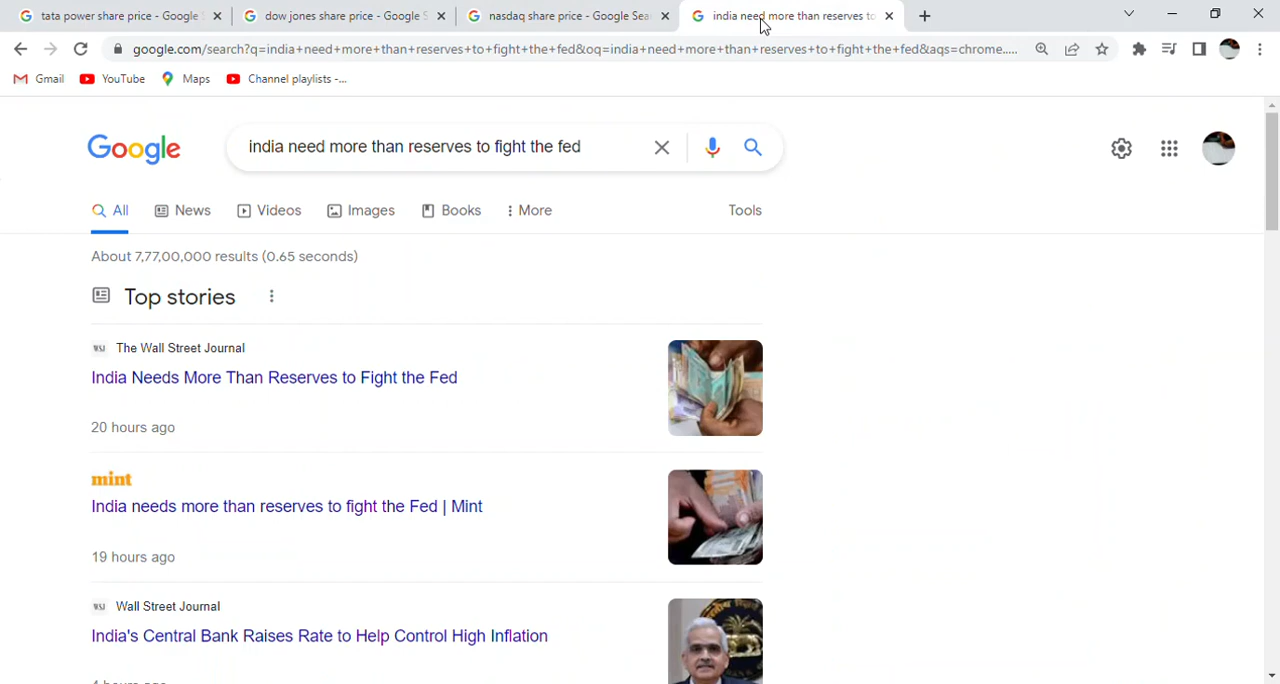 tata power share price - Google S
dow jones share price - Google S
nasdaq share price - Google Sea
india need more than reserves to
google.com/search?q=india+need+more+than+reserves+to+fight+the+fed&oq=india+need+more+than+reserves+to+fight+the+fed&aqs=chrome.....
Gmail
YouTube
Maps
Channel playlists -...
Google
india need more than reserves to fight the fed
All
News
Videos
Images
Books
More
Tools
About 7,77,00,000 results (0.65 seconds)
Top stories
WSJ The Wall Street Journal
India Needs More Than Reserves to Fight the Fed
20 hours ago
mint
India needs more than reserves to fight the Fed | Mint
19 hours ago
WSJ Wall Street Journal
India's Central Bank Raises Rate to Help Control High Inflation